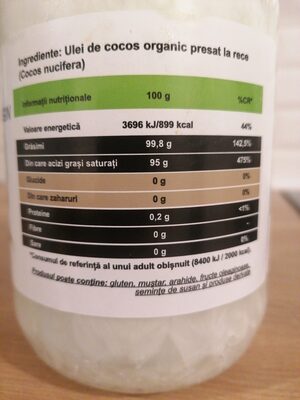 Ingrediente: Ulei de cocos organic presat la rece
(Cocos nucifera)
Informații nutriționale 100 g %CR*
Valoare energetică 3696 kJ/899 kcal 44%
Grăsimi 99,8 g 142,5%
Din care acizi grași saturați 95 g 475%
Glucide 0 g 0%
Din care zaharuri 0 g 0%
Proteine 0,2 g <1%
Fibre 0 g -
Sare 0 g 0%
*Consumul de referință al unui adult obișnuit (8400 kJ / 2000 kcal).
Produsul poate conține: gluten, muștar, arahide, fructe oleaginoase,
semințe de susan și produse derivate